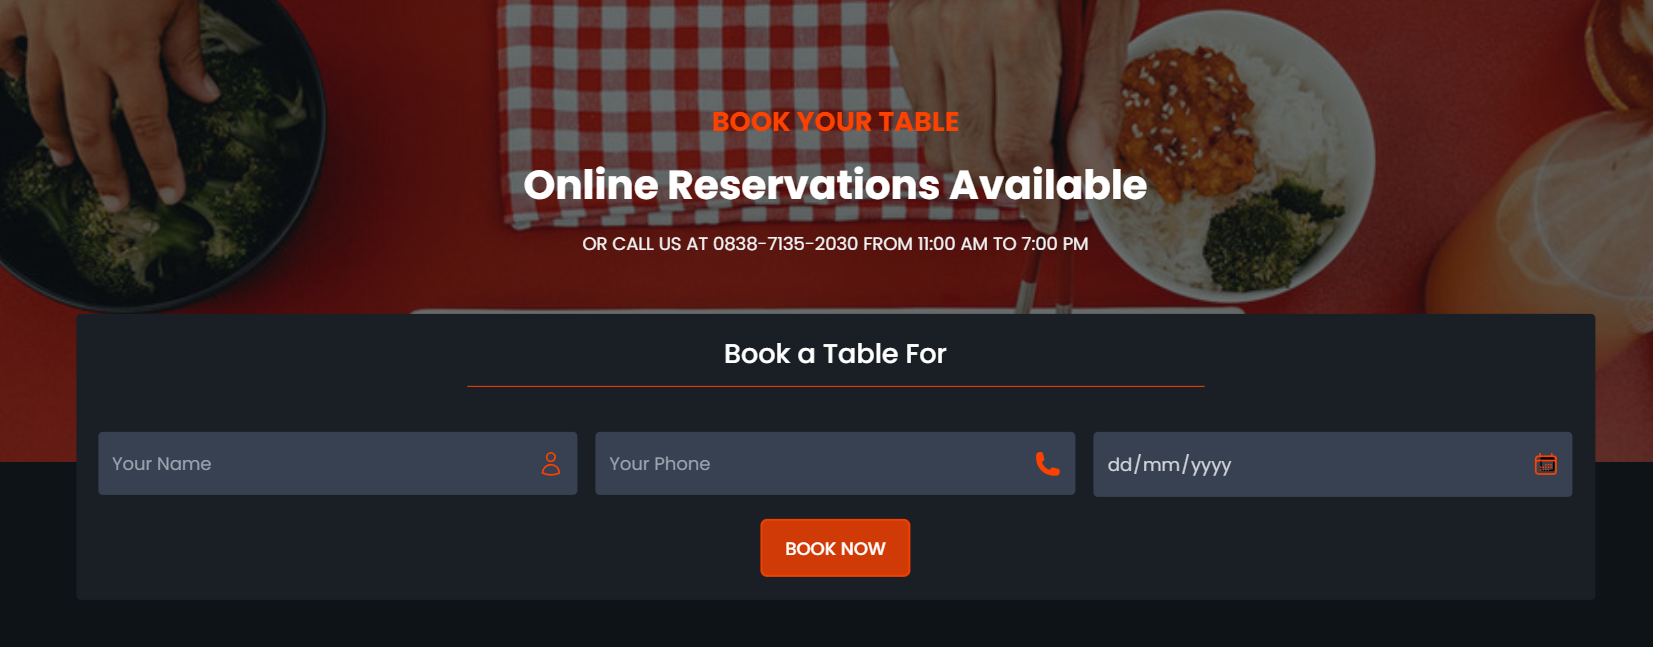 BOOK YOUR TABLE
Online Reservations Available
OR CALL US AT 0838-7135-2030 FROM 11:00 AM TO 7:00 PM
Book a Table For
Your Name
Your Phone
dd/mm/yyyy
BOOK NOW